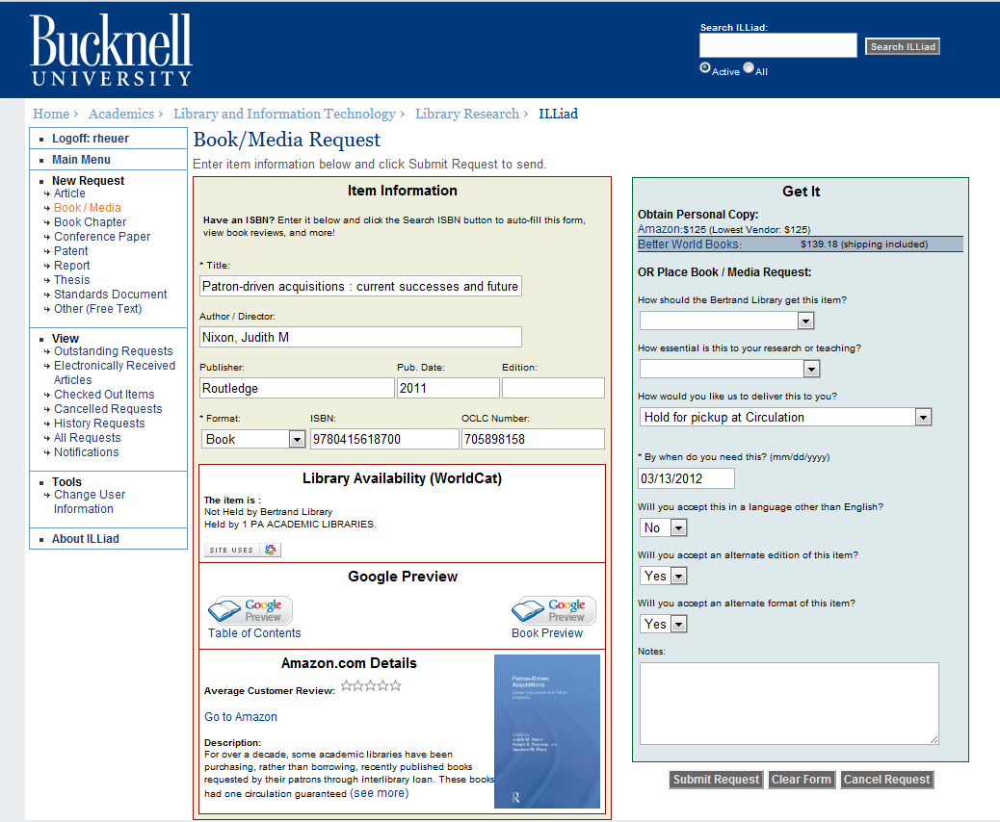 Bucknell
UNIVERSITY
Search ILLiad:
Search ILLiad
Active All
Home › Academics › Library and Information Technology › Library Research › ILLiad
Logoff: rheuer
Main Menu
New Request
Article
Book / Media
Book Chapter
Conference Paper
Patent
Report
Thesis
Standards Document
Other (Free Text)
View
Outstanding Requests
Electronically Received
Articles
Checked Out Items
Cancelled Requests
History Requests
All Requests
Notifications
Tools
Change User
Information
About ILLiad
Book/Media Request
Enter item information below and click Submit Request to send.
Item Information
Have an ISBN? Enter it below and click the Search ISBN button to auto-fill this form,
view book reviews, and more!
* Title:
Patron-driven acquisitions : current successes and future
Author / Director:
Nixon, Judith M
Publisher: Pub. Date: Edition:
Routledge 2011
* Format: ISBN: OCLC Number:
Book 9780415618700 705898158
Library Availability (WorldCat)
The item is :
Not Held by Bertrand Library
Held by 1 PA ACADEMIC LIBRARIES.
SITE USES
Google Preview
Google Preview
Table of Contents
Google Preview
Book Preview
Amazon.com Details
Average Customer Review:
Go to Amazon
Description:
For over a decade, some academic libraries have been
purchasing, rather than borrowing, recently published books
requested by their patrons through interlibrary loan. These books
had one circulation guaranteed (see more)
Patron-Driven
Acquisitions
Current Successes and Future
Directions
Edited by
Judith M. Nixon
R
Get It
Obtain Personal Copy:
Amazon:$125 (Lowest Vendor: $125)
Better World Books: $139.18 (shipping included)
OR Place Book / Media Request:
How should the Bertrand Library get this item?
How essential is this to your research or teaching?
How would you like us to deliver this to you?
Hold for pickup at Circulation
* By when do you need this? (mm/dd/yyyy)
03/13/2012
Will you accept this in a language other than English?
No
Will you accept an alternate edition of this item?
Yes
Will you accept an alternate format of this item?
Yes
Notes:
Submit Request Clear Form Cancel Request